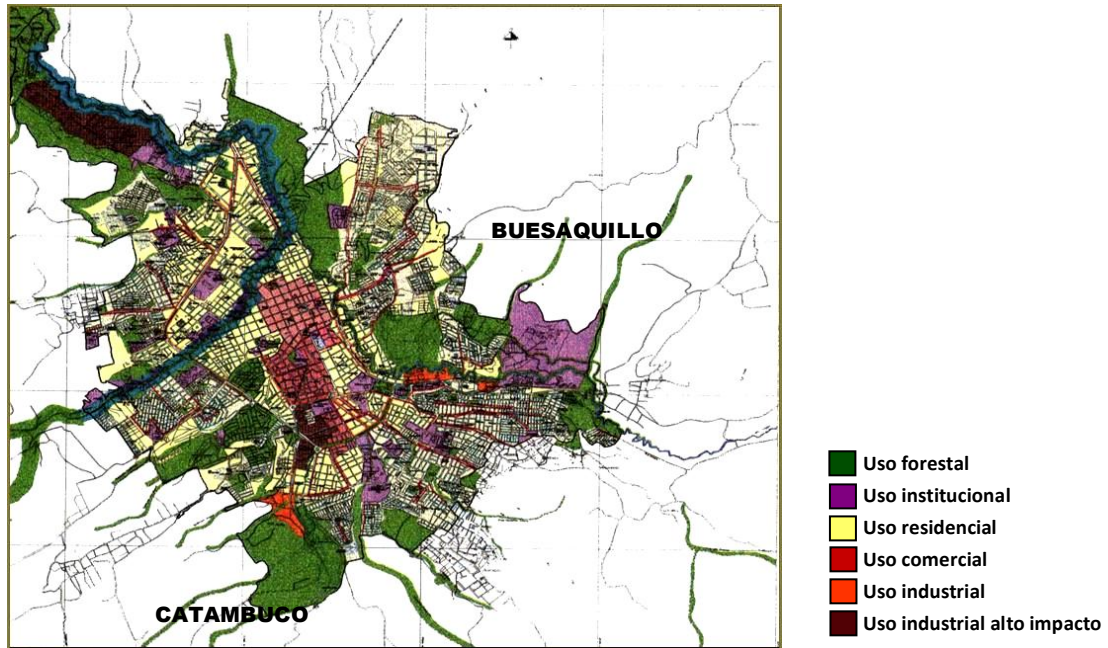 BUESAQUILLO
CATAMBUCO
Uso forestal
Uso institucional
Uso residencial
Uso comercial
Uso industrial
Uso industrial alto impacto